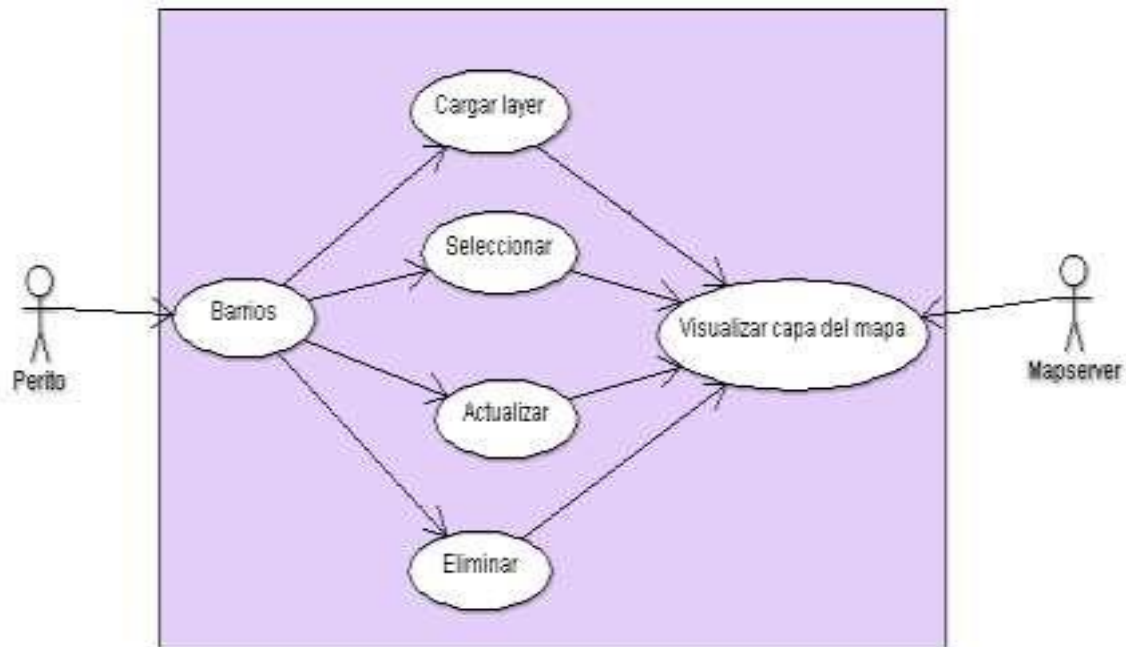 Cargar layer
Seleccionar
Barrios
Visualizar capa del mapa
Perito
Mapserver
Actualizar
Eliminar